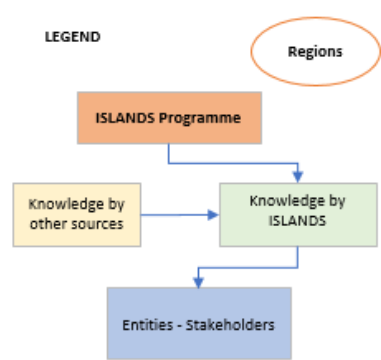 LEGEND
Regions
ISLANDS Programme
Knowledge by
other sources
Knowledge by
ISLANDS
Entities - Stakeholders